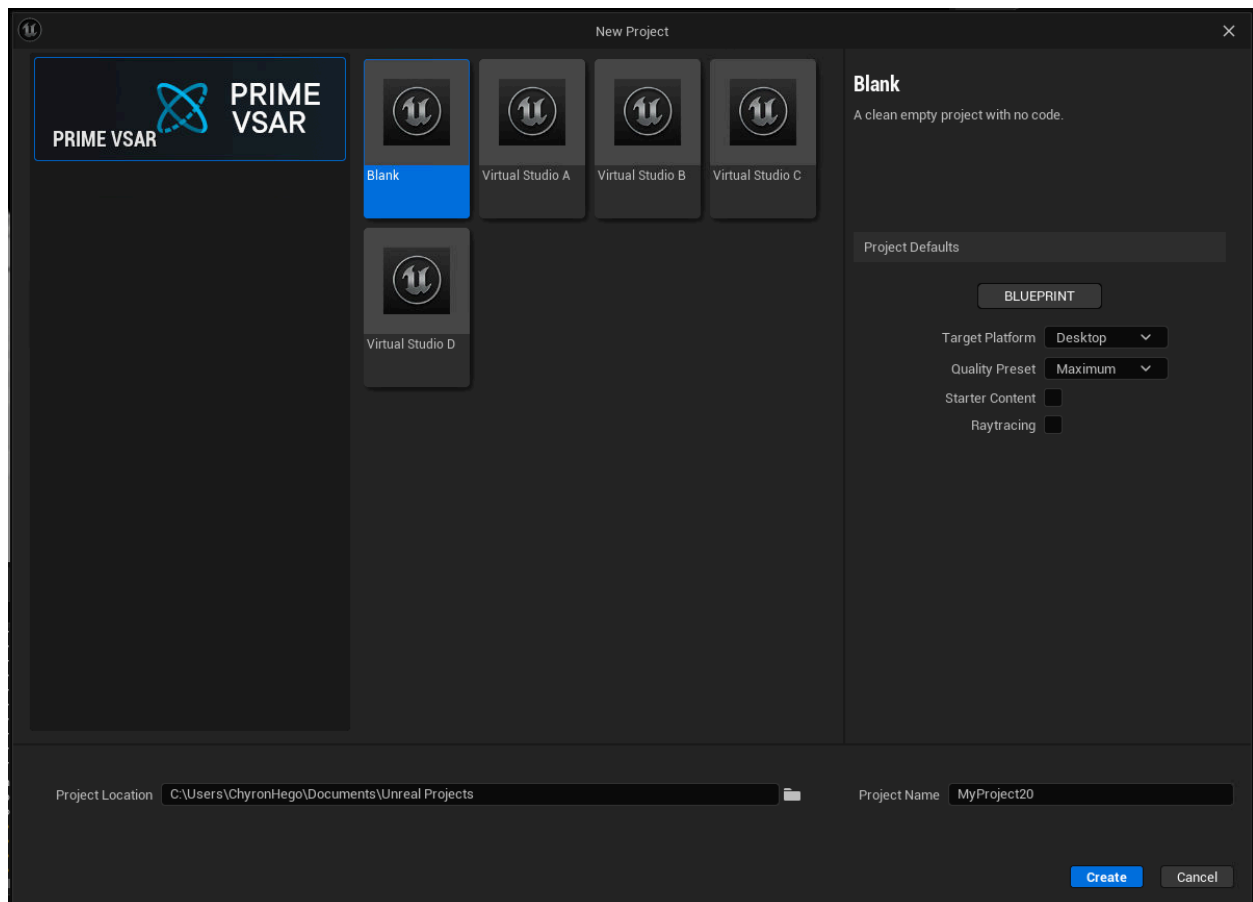 New Project
PRIME VSAR
PRIME
VSAR
Blank
Virtual Studio A
Virtual Studio B
Virtual Studio C
Virtual Studio D
Blank
A clean empty project with no code.
Project Defaults
BLUEPRINT
Target Platform Desktop
Quality Preset Maximum
Starter Content
Raytracing
Project Location C:\Users\ChyronHego\Documents\Unreal Projects
Project Name MyProject20
Create Cancel